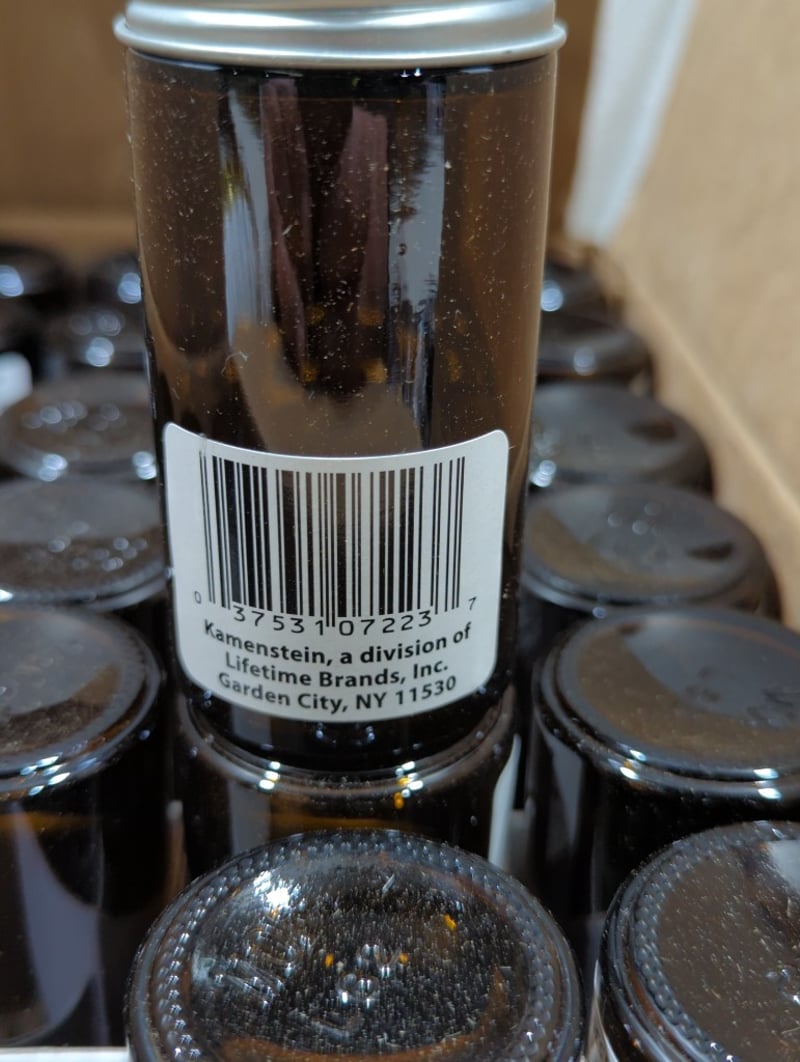 0 37531 07223 7
Kamenstein, a division of
Lifetime Brands, Inc.
Garden City, NY 11530